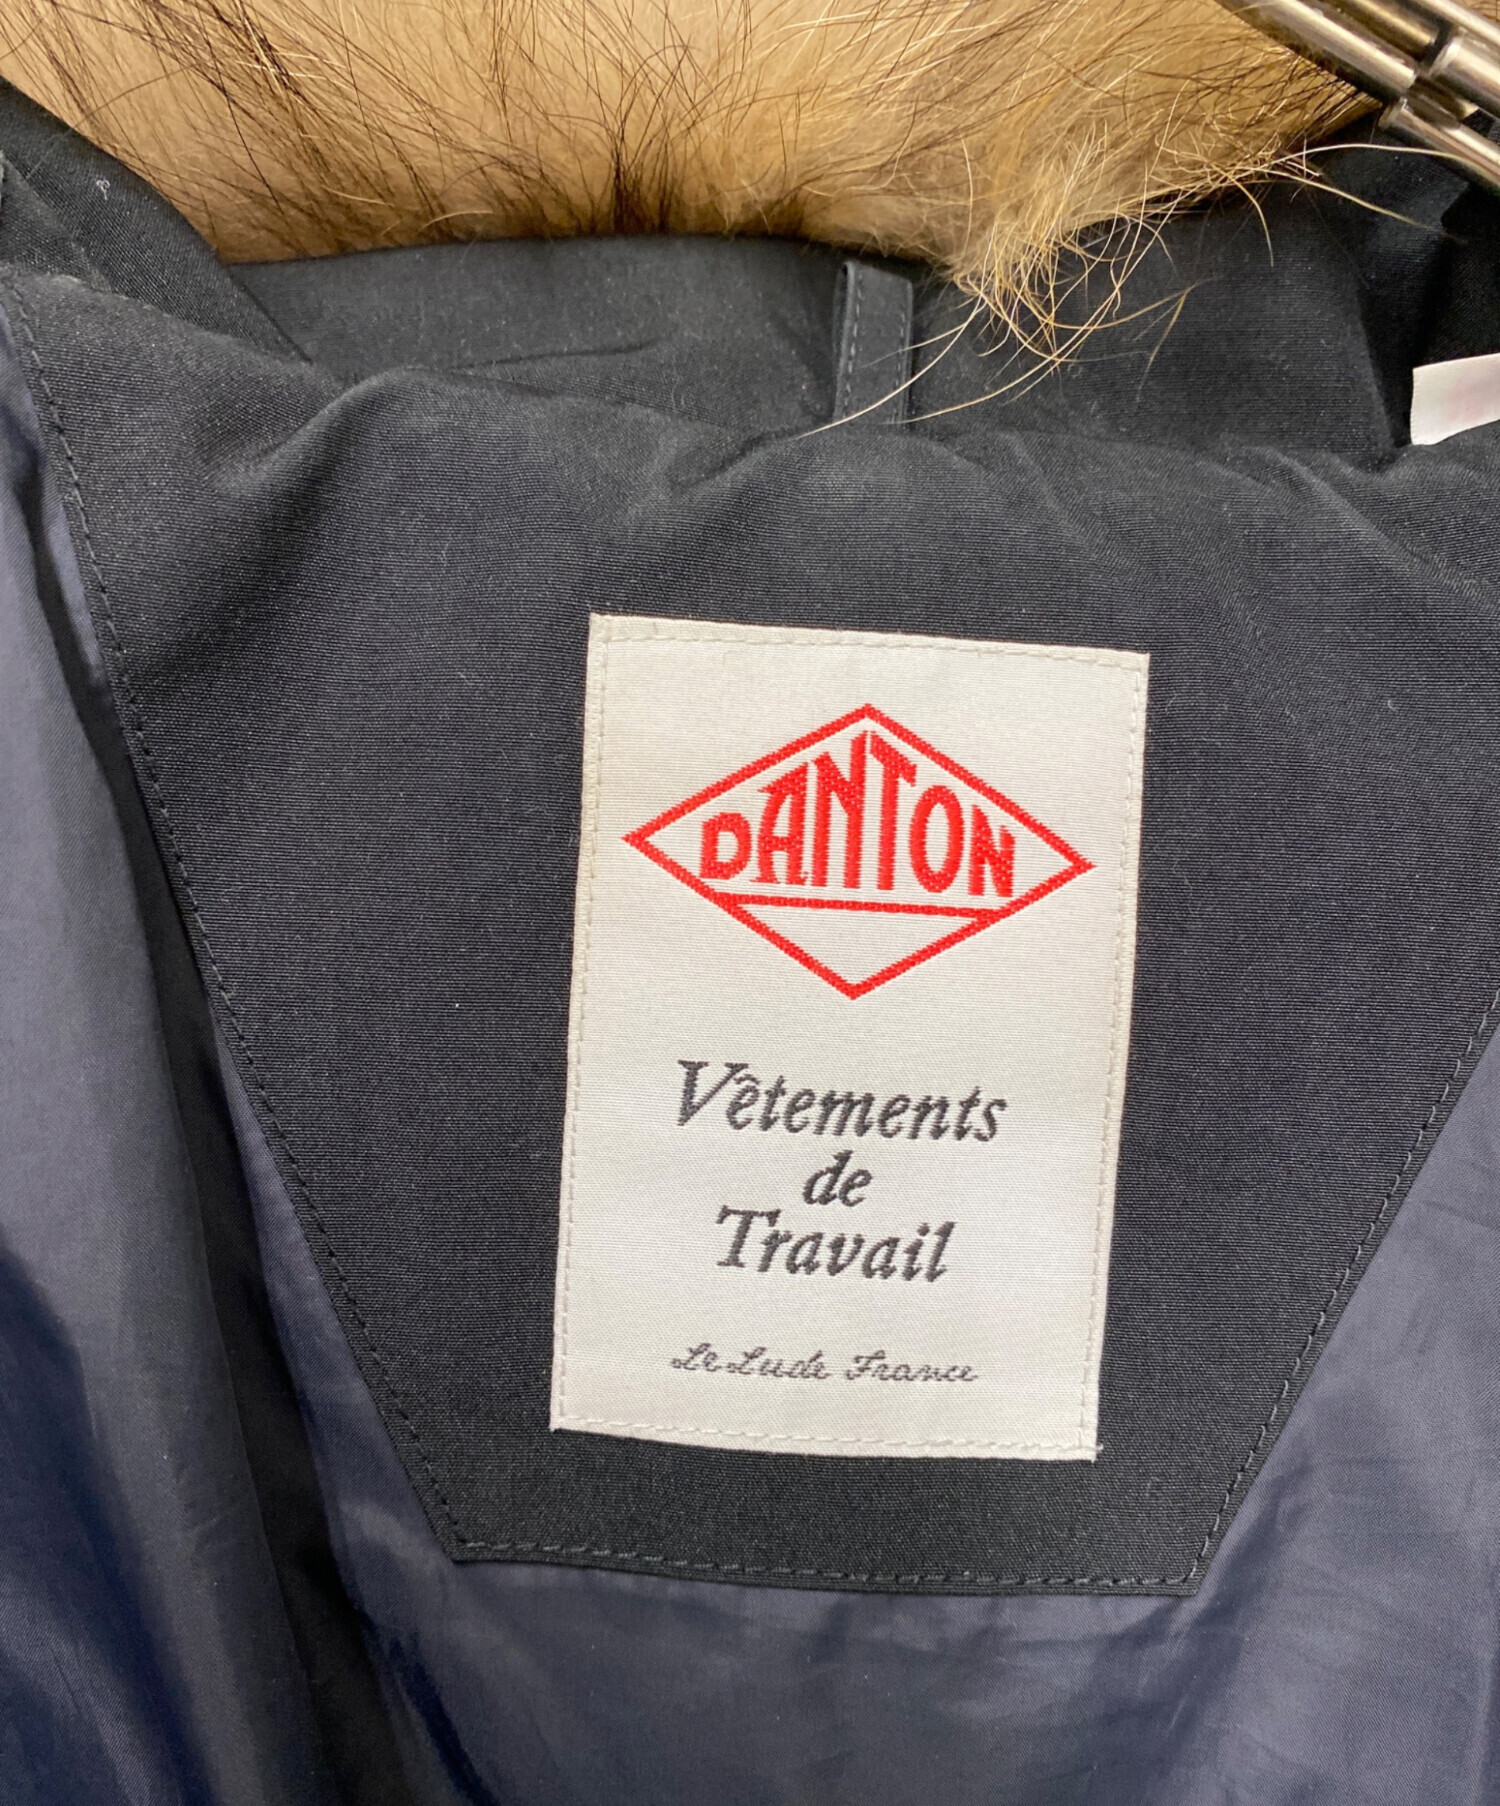 DANTON
Vêtements
de
Travail
Le Lude France